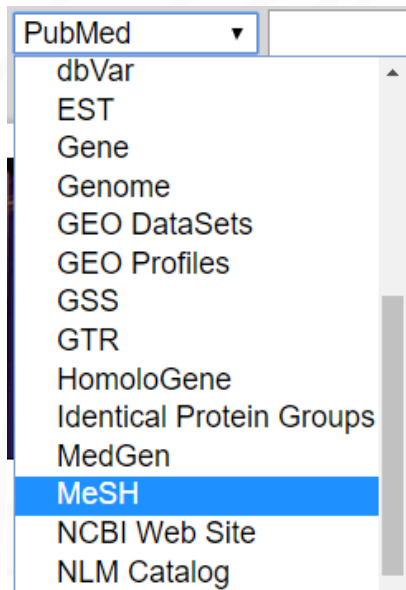 PubMed
dbVar
EST
Gene
Genome
GEO DataSets
GEO Profiles
GSS
GTR
HomoloGene
Identical Protein Groups
MedGen
MeSH
NCBI Web Site
NLM Catalog